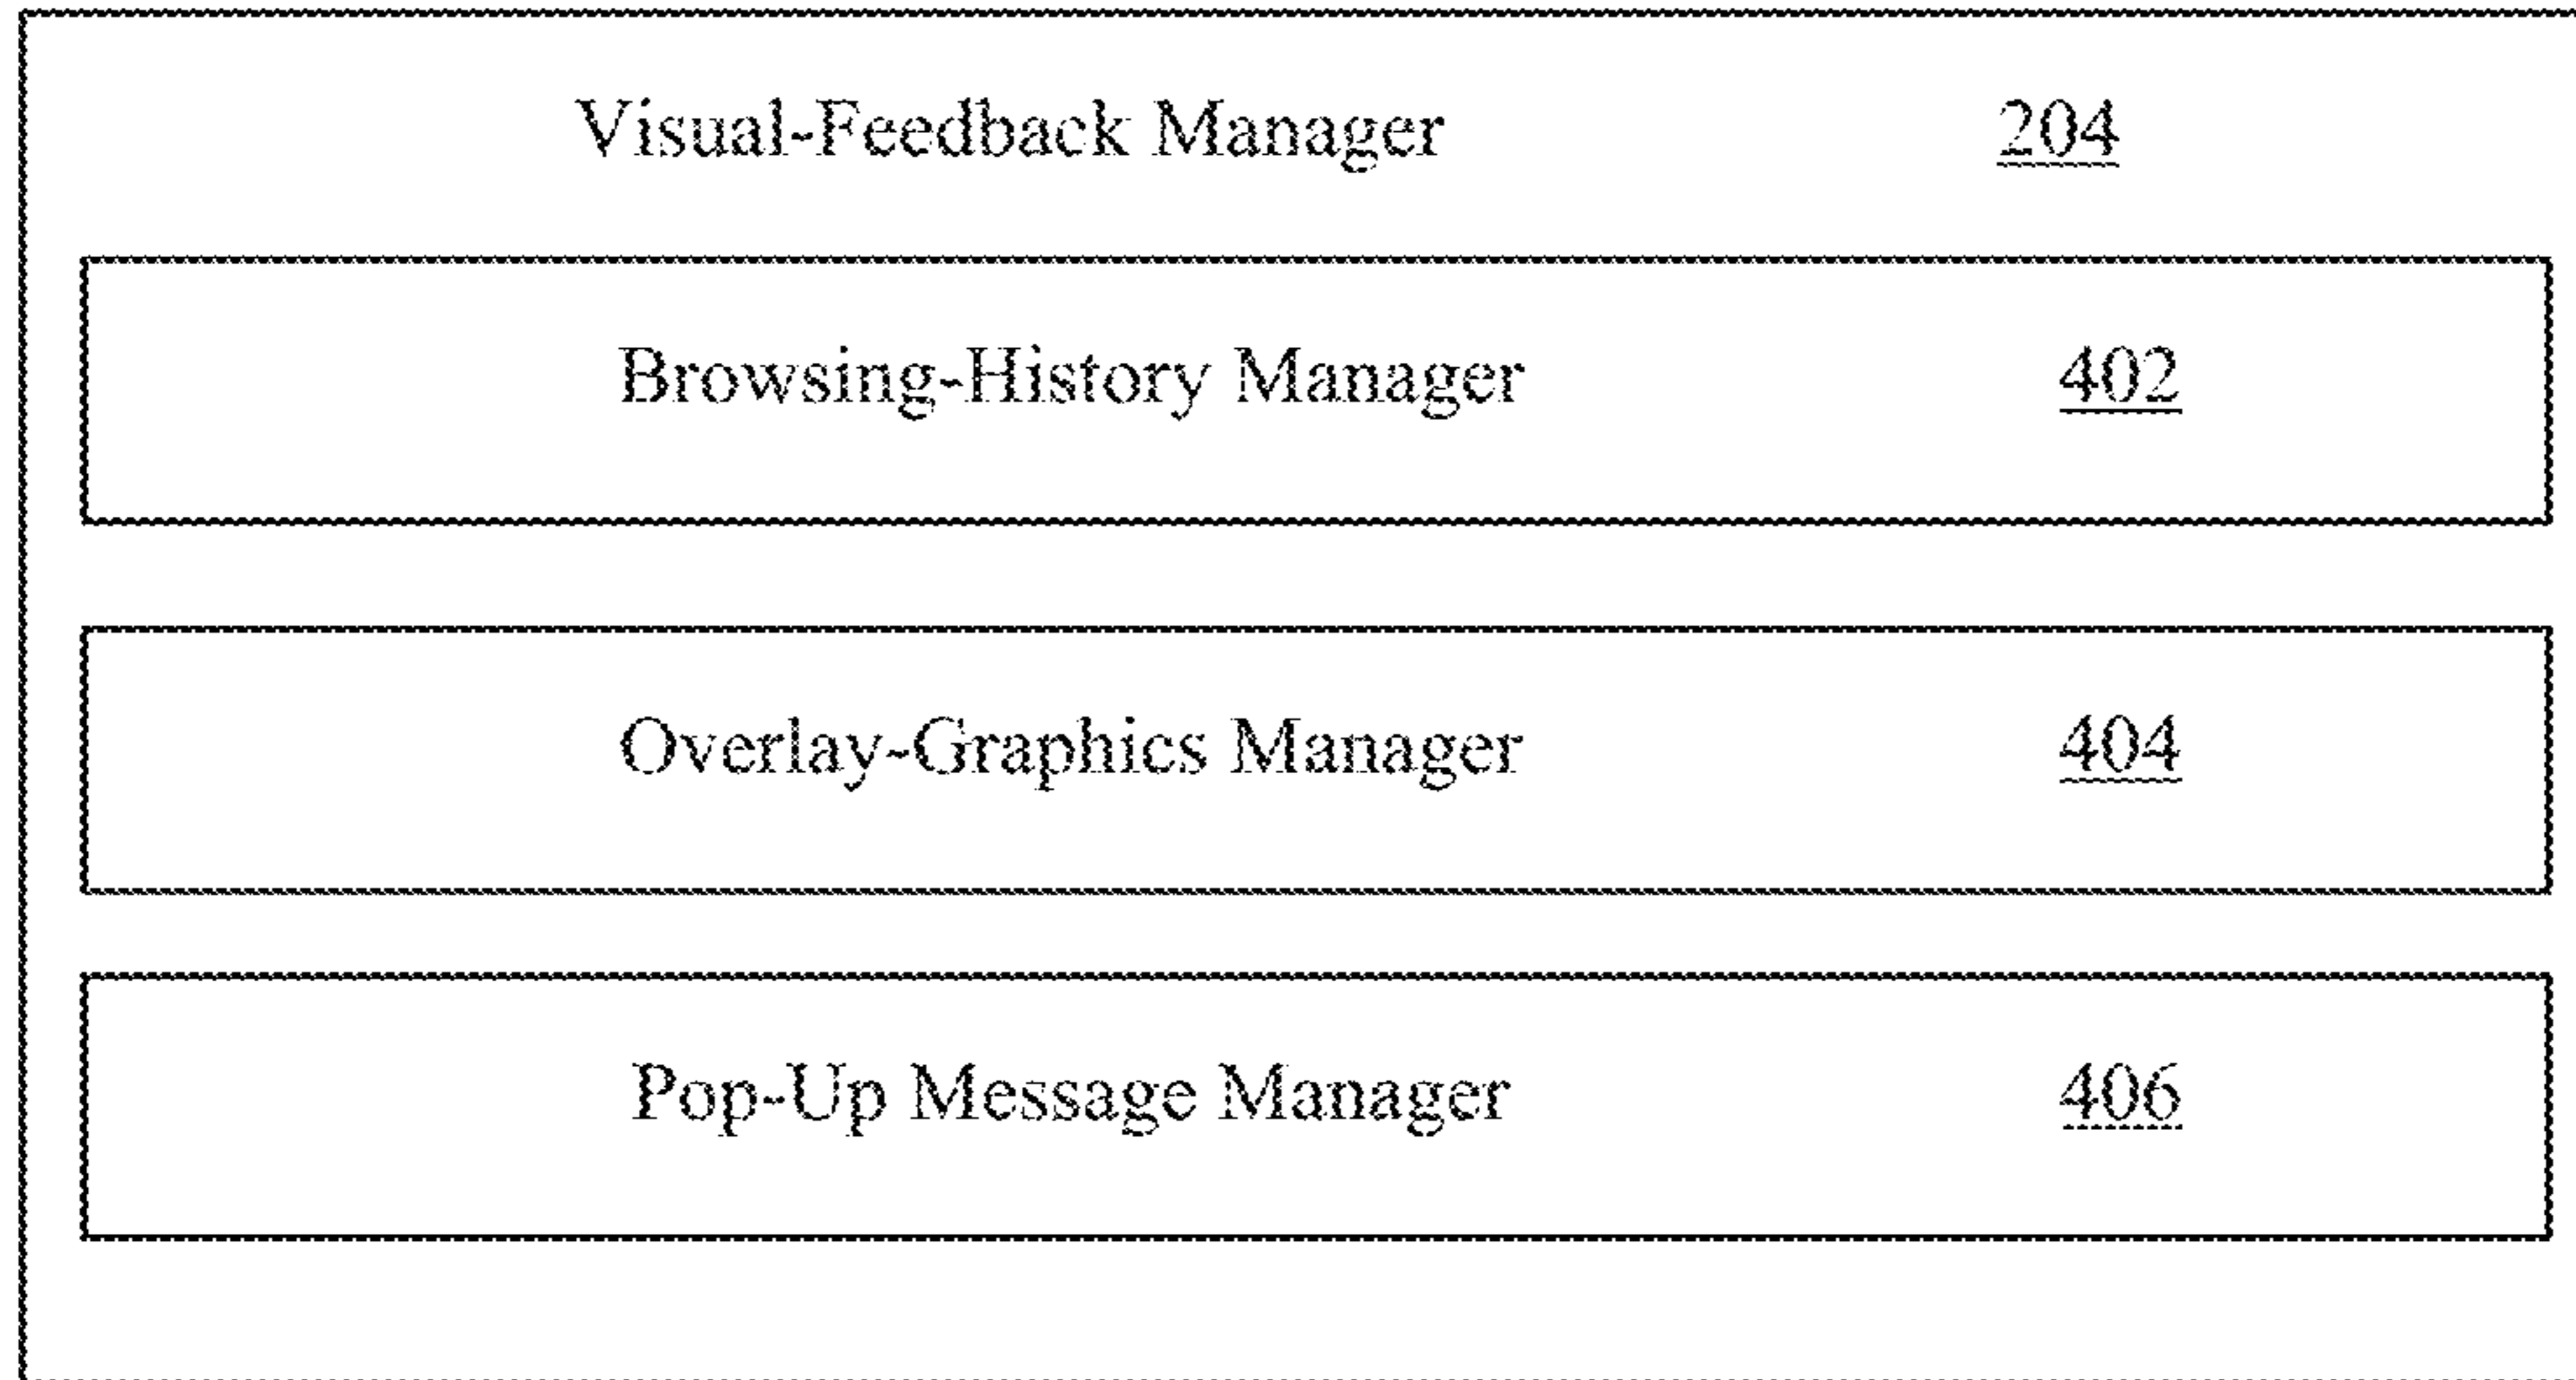 Visual-Feedback Manager 204
Browsing-History Manager 402
Overlay-Graphics Manager 404
Pop-Up Message Manager 406